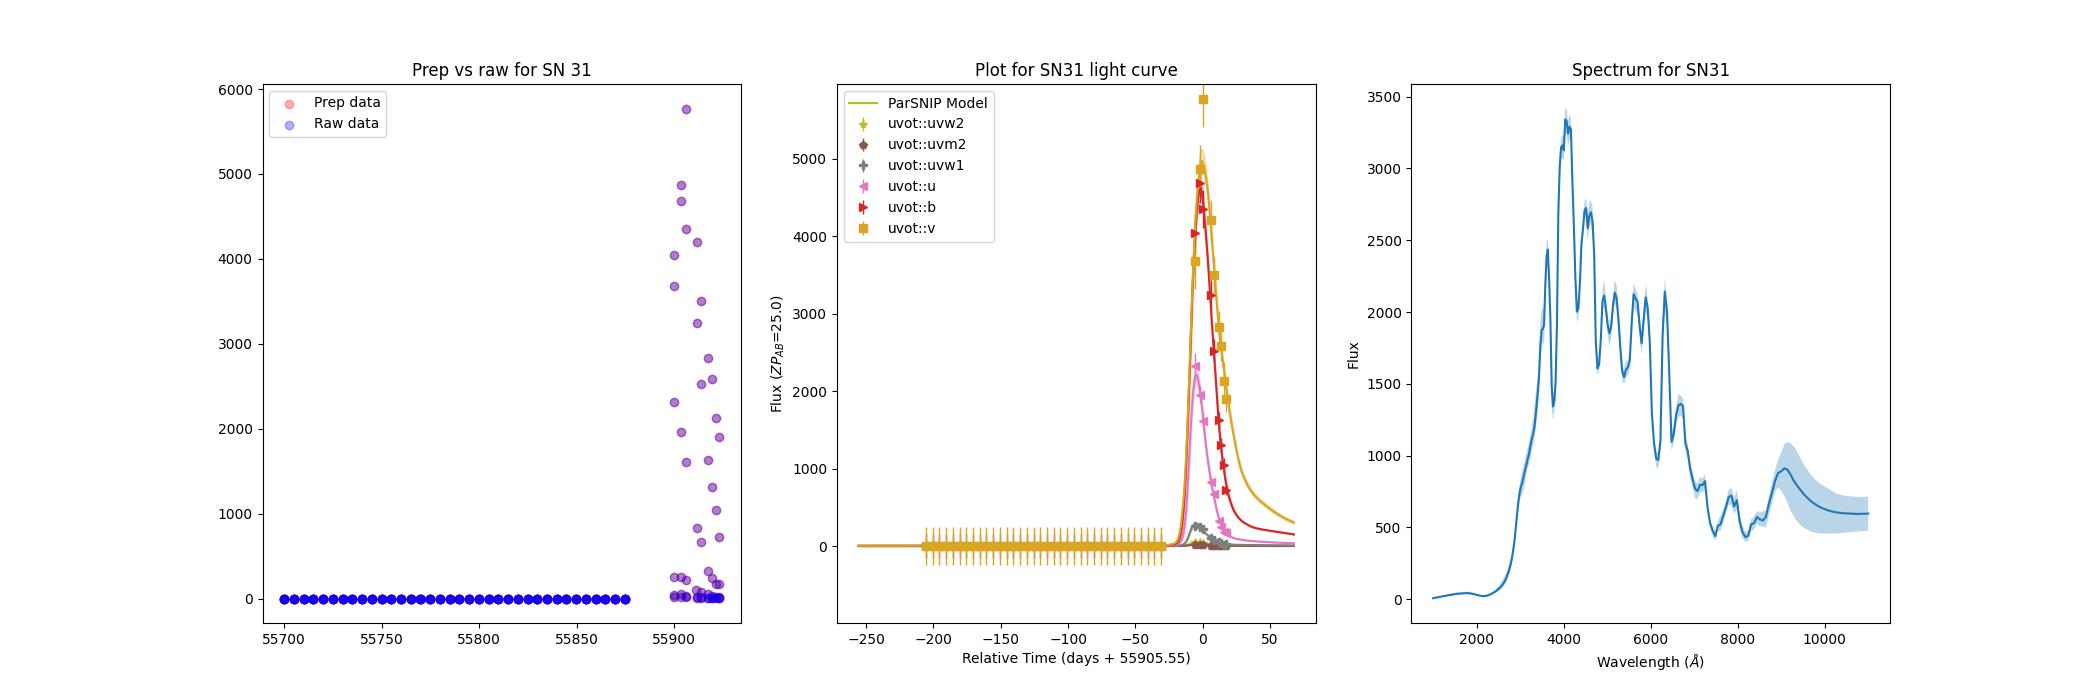 Prep vs raw for SN 31
Prep data
Raw data
6000
5000
4000
3000
2000
1000
0
55700
55750
55800
55850
55900
Plot for SN31 light curve
ParSNIP Model
uvot::uvw2
uvot::uvm2
uvot::uvw1
uvot::u
uvot::b
uvot::v
Flux (ZP_AB=25.0)
5000
4000
3000
2000
1000
0
−250
−200
−150
−100
−50
0
50
Relative Time (days + 55905.55)
Spectrum for SN31
Flux
3500
3000
2500
2000
1500
1000
500
0
2000
4000
6000
8000
10000
Wavelength (Å)